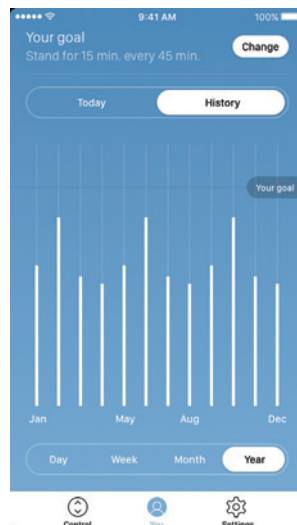 9:41 AM 100%
Your goal
Stand for 15 min. every 45 min.
Change
Today History
Your goal
Jan May Aug Dec
Day Week Month Year
Control You Settings